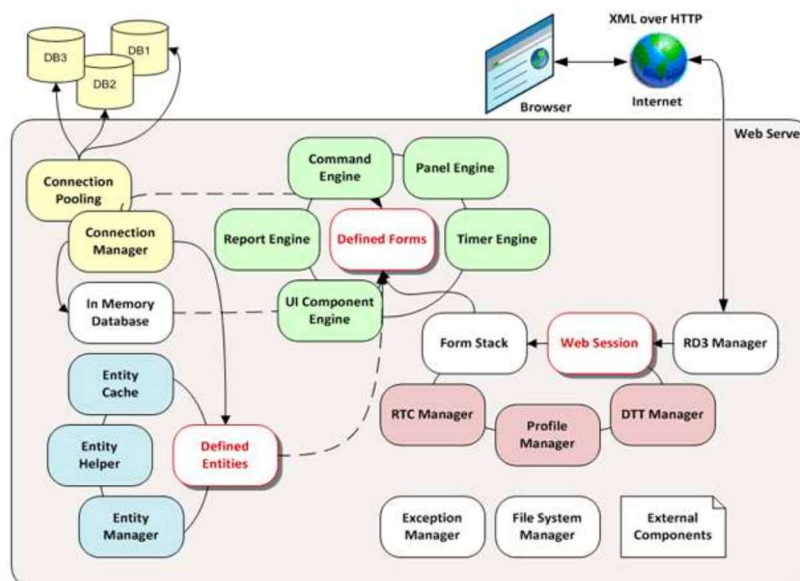 DB3
DB1
DB2
XML over HTTP
Browser
Internet
Web Serve
Connection
Pooling
Command
Engine
Panel Engine
Connection
Manager
Report Engine
Defined Forms
Timer Engine
In Memory
Database
UI Component
Engine
Form Stack
Web Session
RD3 Manager
Entity
Cache
RTC Manager
Profile
Manager
DTT Manager
Entity
Helper
Defined
Entities
Entity
Manager
Exception
Manager
File System
Manager
External
Components